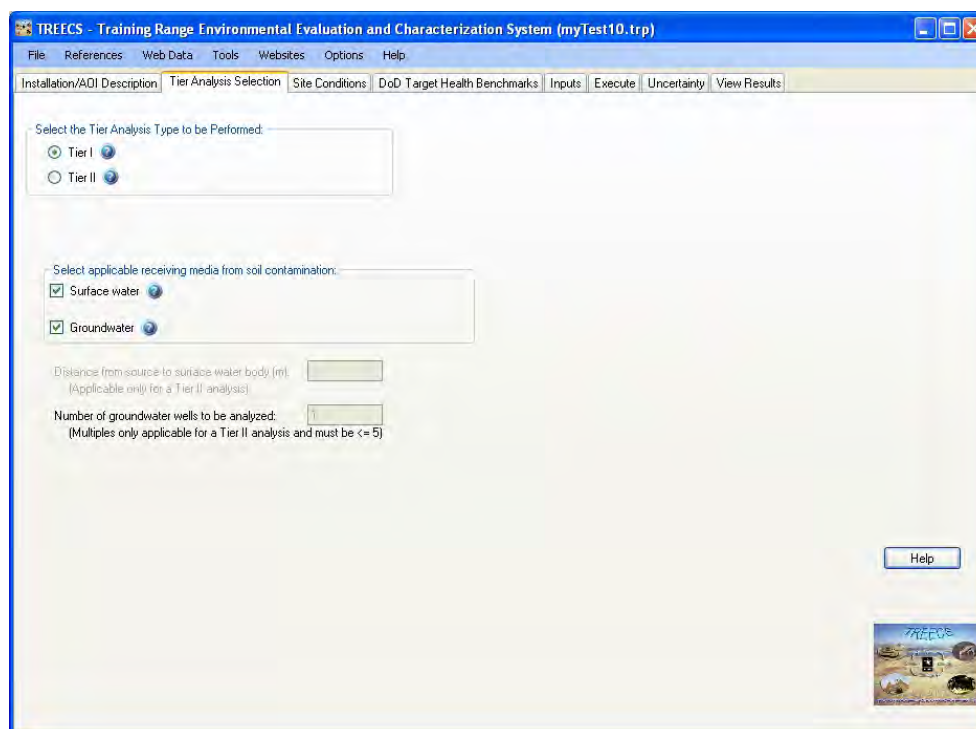 TREECS - Training Range Environmental Evaluation and Characterization System (myTest10.trp)
File References Web Data Tools Websites Options Help
Installation/AOI Description Tier Analysis Selection Site Conditions DoD Target Health Benchmarks Inputs Execute Uncertainty View Results
Select the Tier Analysis Type to be Performed:
Tier I
Tier II
Select applicable receiving media from soil contamination:
Surface water
Groundwater
Distance from source to surface water body (m):
(Applicable only for a Tier II analysis)
Number of groundwater wells to be analyzed: 1
(Multiples only applicable for a Tier II analysis and must be <= 5)
Help
TREECS